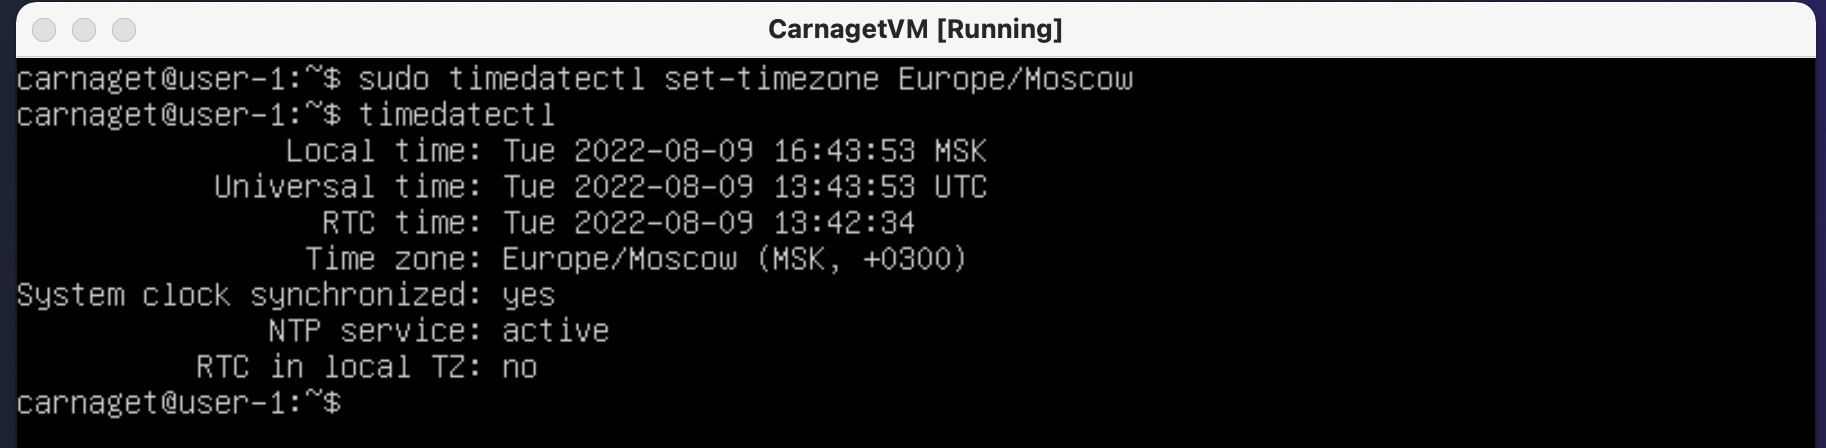 CarnagetVM [Running]
carnaget@user-1:~$ sudo timedatectl set-timezone Europe/Moscow
carnaget@user-1:~$ timedatectl
Local time: Tue 2022-08-09 16:43:53 MSK
Universal time: Tue 2022-08-09 13:43:53 UTC
RTC time: Tue 2022-08-09 13:42:34
Time zone: Europe/Moscow (MSK, +0300)
System clock synchronized: yes
NTP service: active
RTC in local TZ: no
carnaget@user-1:~$